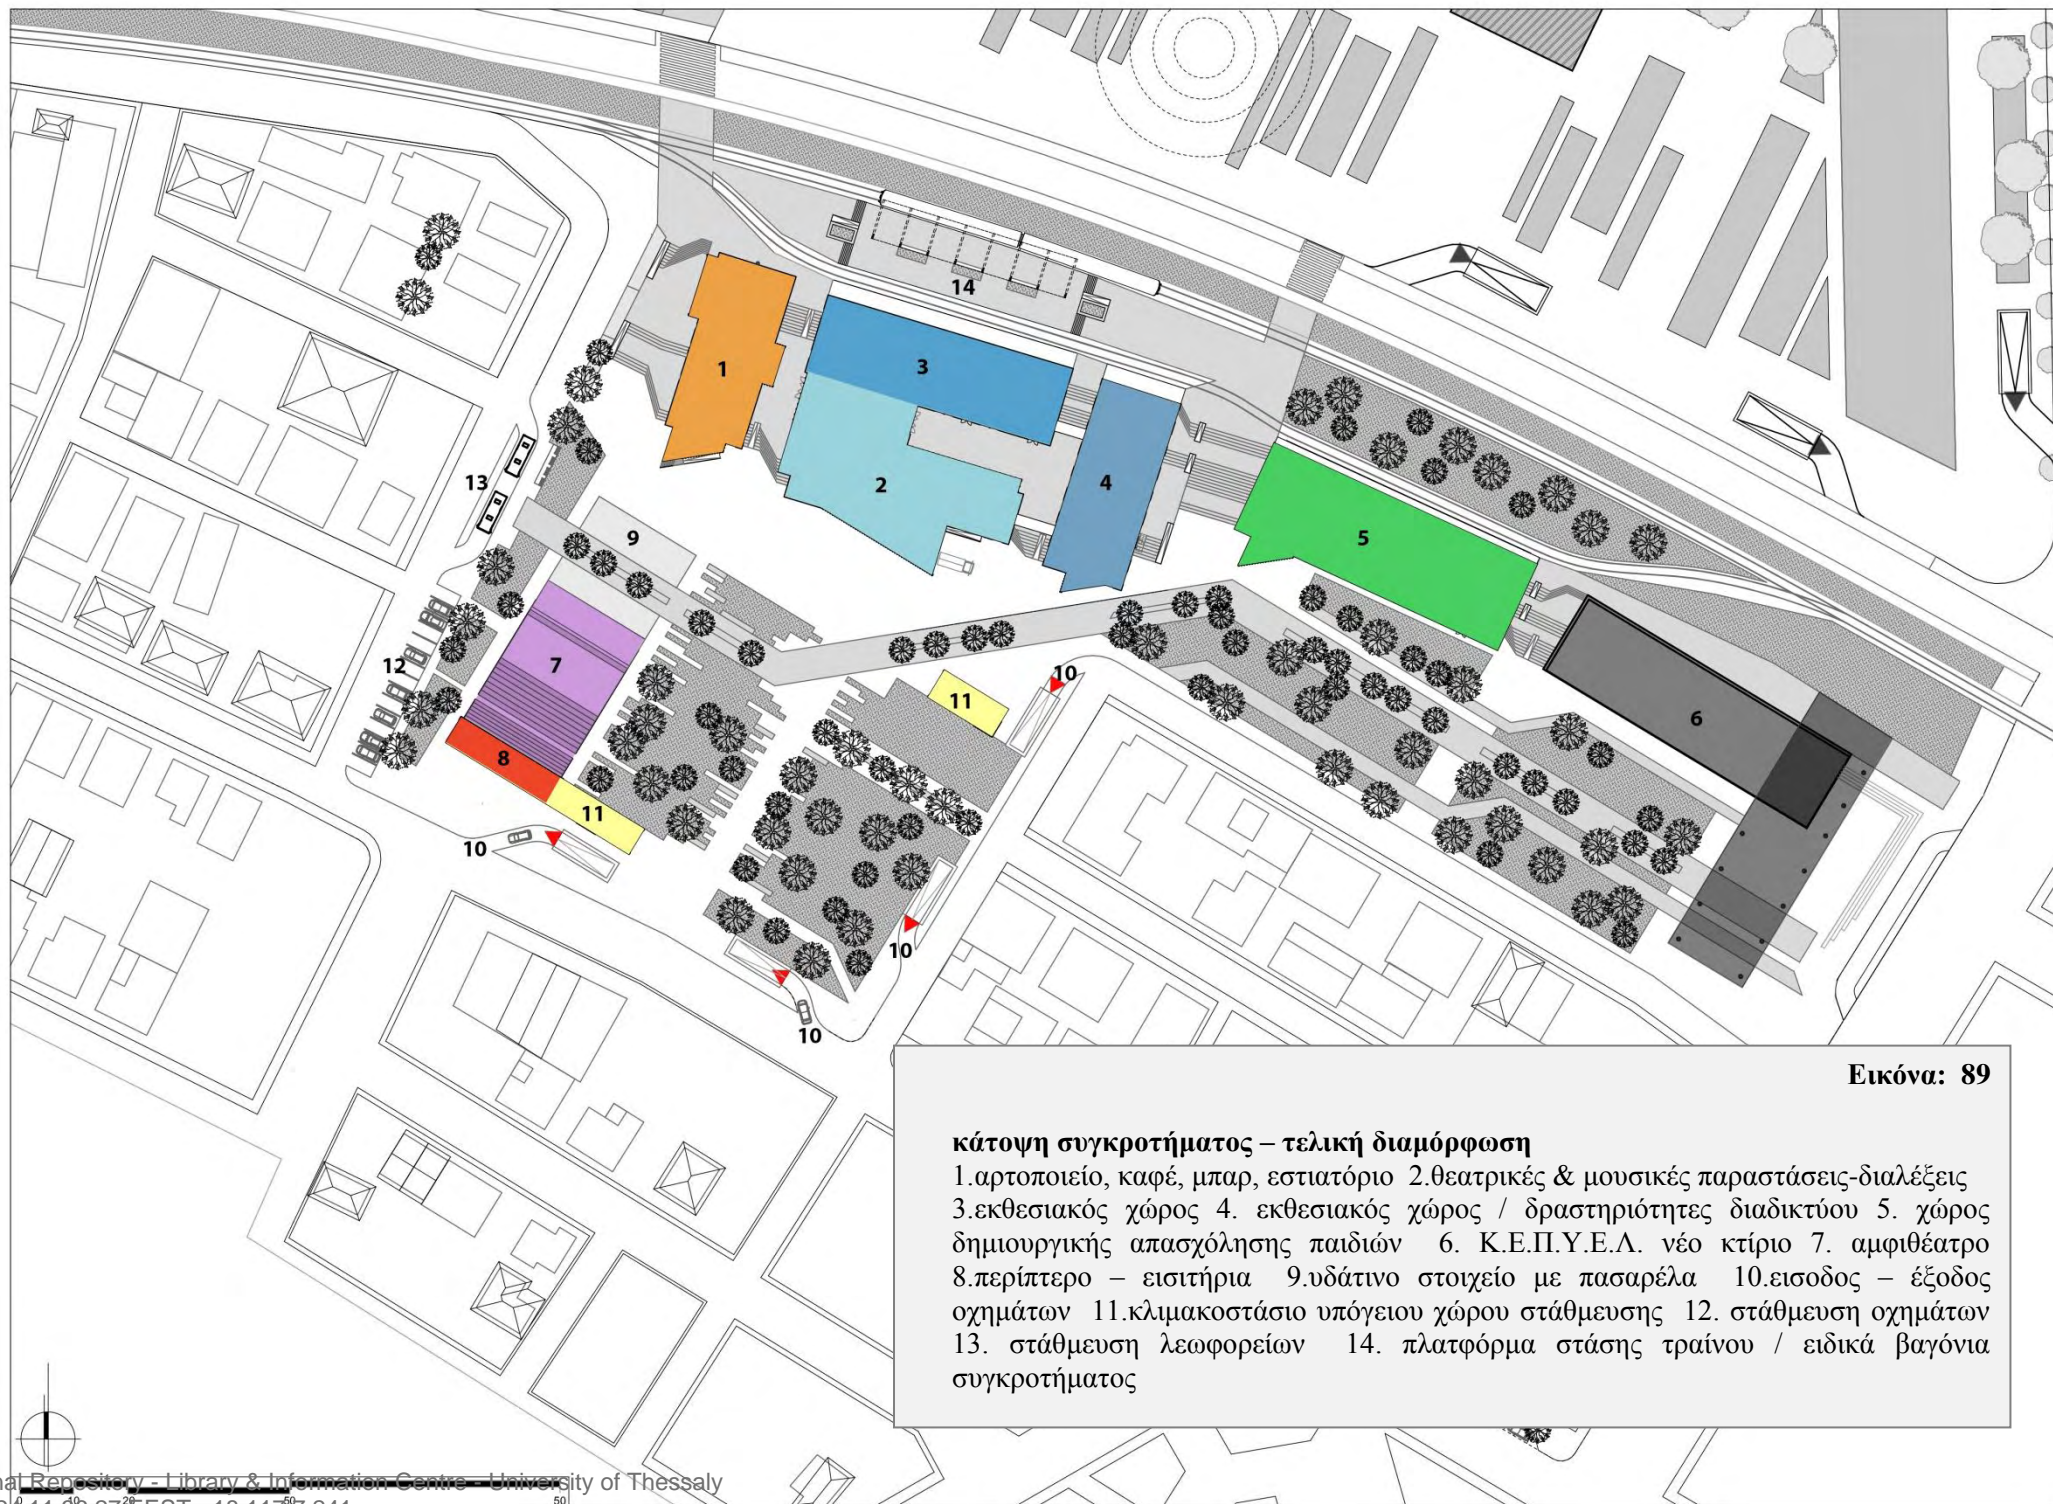 14
1
3
2
4
13
9
5
12
7
10
11
6
8
11
10
10
10
Εικόνα: 89
κάτοψη συγκροτήματος – τελική διαμόρφωση
1.αρτοποιείο, καφέ, μπαρ, εστιατόριο 2.θεατρικές & μουσικές παραστάσεις-διαλέξεις
3.εκθεσιακός χώρος 4. εκθεσιακός χώρος / δραστηριότητες διαδικτύου 5. χώρος
δημιουργικής απασχόλησης παιδιών 6. Κ.Ε.Π.Υ.Ε.Λ. νέο κτίριο 7. αμφιθέατρο
8.περίπτερο – εισιτήρια 9.υδάτινο στοιχείο με πασαρέλα 10.εισοδος – έξοδος
οχημάτων 11.κλιμακοστάσιο υπόγειου χώρου στάθμευσης 12. στάθμευση οχημάτων
13. στάθμευση λεωφορείων 14. πλατφόρμα στάσης τραίνου / ειδικά βαγόνια
συγκροτήματος
Repository - Library & Information Centre - University of Thessaly